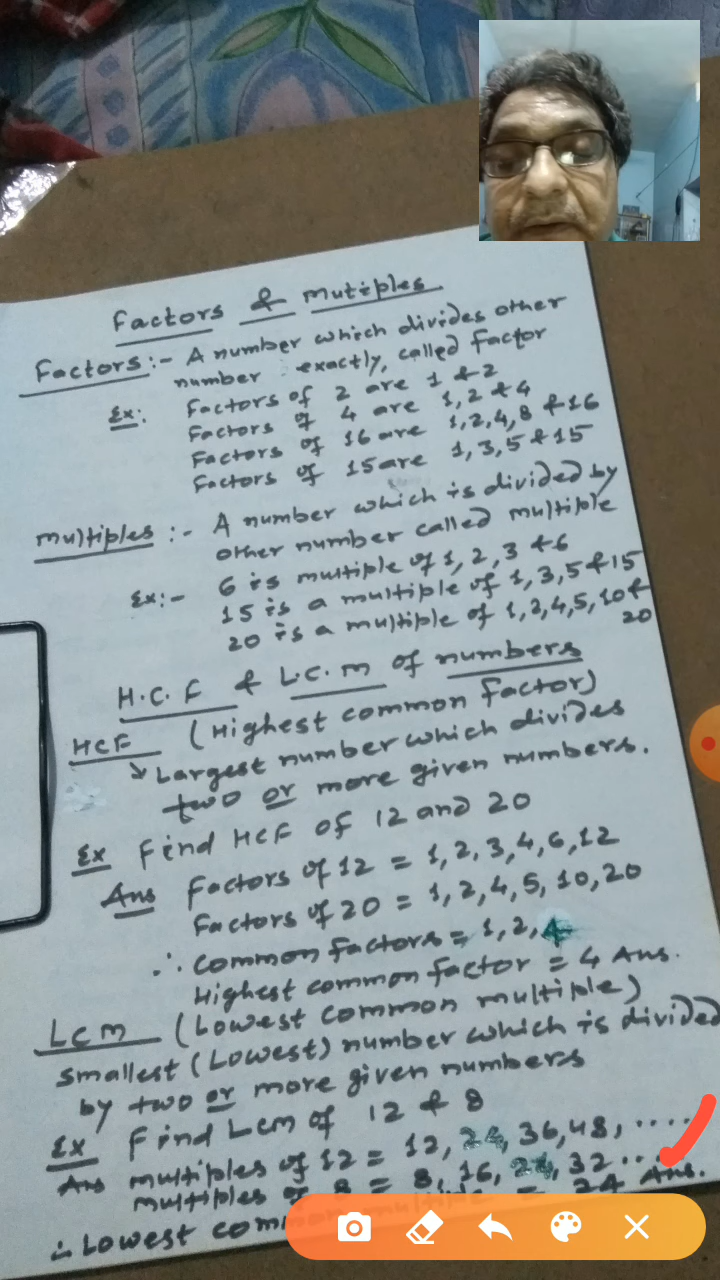 Factors & mutiples
Factors :- A number which divides other
number exactly, called factor
Ex: Factors of 2 are 1 & 2
Factors of 4 are 1, 2 & 4
Factors of 16 are 1, 2, 4, 8 & 16
Factors of 15 are 1, 3, 5 & 15
multiples :- A number which is divided by
other number called multiple
Ex:- 6 is multiple of 1, 2, 3 & 6
15 is a multiple of 1, 3, 5 & 15
20 is a multiple of 1, 2, 4, 5, 10 &
20
H.C.F & L.C.m of numbers
HCF (Highest common factor)
↘ Largest number which divides
two or more given numbers.
Ex Find HCF of 12 and 20
Ans Factors of 12 = 1, 2, 3, 4, 6, 12
Factors of 20 = 1, 2, 4, 5, 10, 20
∴ common factors = 1, 2, 4
Highest common factor = 4 Ans.
Lcm (Lowest common multiple)
smallest (Lowest) number which is divided
by two or more given numbers
Ex Find Lcm of 12 & 8
Ans multiples of 12 = 12, 24, 36, 48, ....
multiples of 8 = 8, 16, 24, 32 ...
∴ Lowest common multiple = 24 Ans.